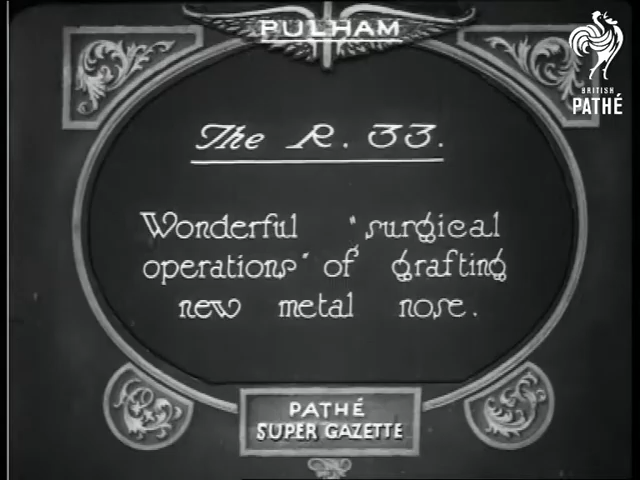 PULHAM
BRITISH
PATHÉ
The R. 33.
Wonderful "surgical
operations" of grafting
new metal nose.
PATHÉ
SUPER GAZETTE